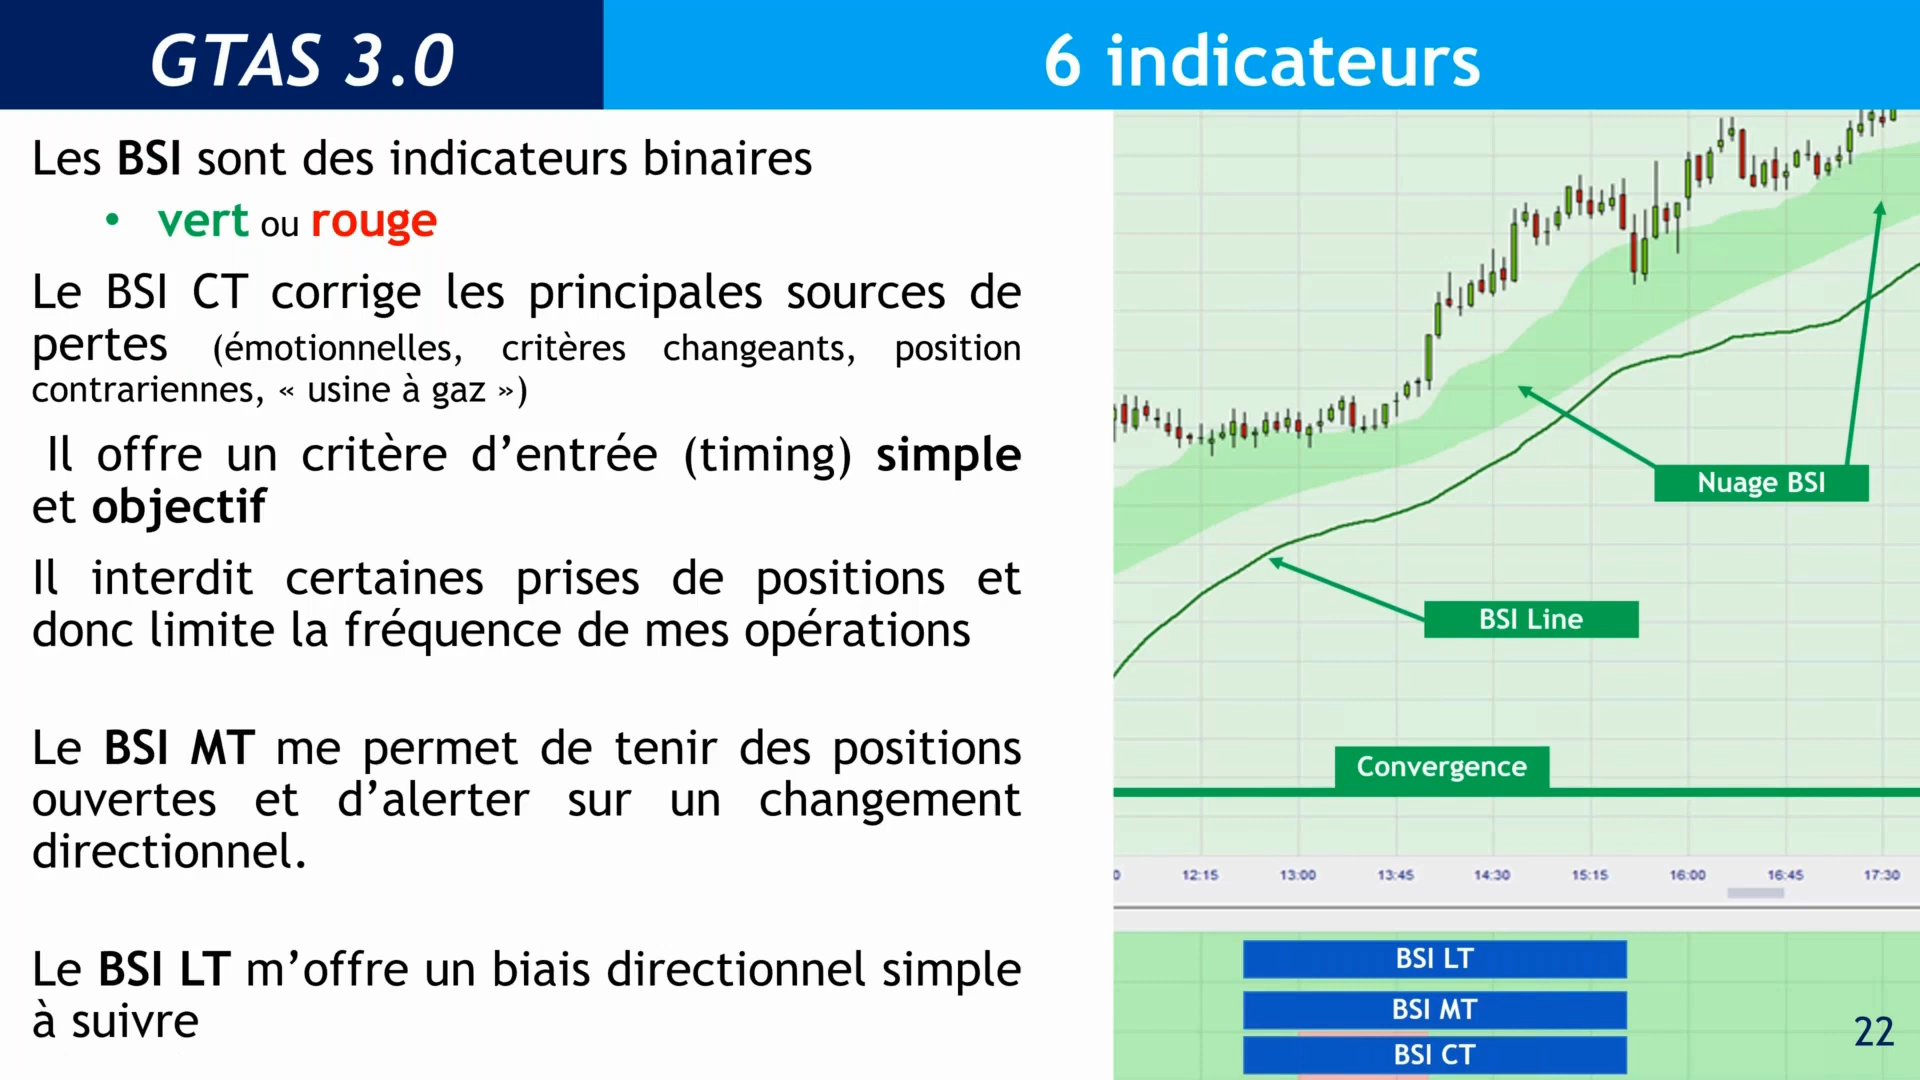 GTAS 3.0
6 indicateurs
Les BSI sont des indicateurs binaires
• vert ou rouge
Le BSI CT corrige les principales sources de
pertes (émotionnelles, critères changeants, position
contrariennes, « usine à gaz »)
Il offre un critère d’entrée (timing) simple
et objectif
Il interdit certaines prises de positions et
donc limite la fréquence de mes opérations
Le BSI MT me permet de tenir des positions
ouvertes et d’alerter sur un changement
directionnel.
Le BSI LT m’offre un biais directionnel simple
à suivre
Nuage BSI
BSI Line
Convergence
0 12:15 13:00 13:45 14:30 15:15 16:00 16:45 17:30
BSI LT
BSI MT
BSI CT
22